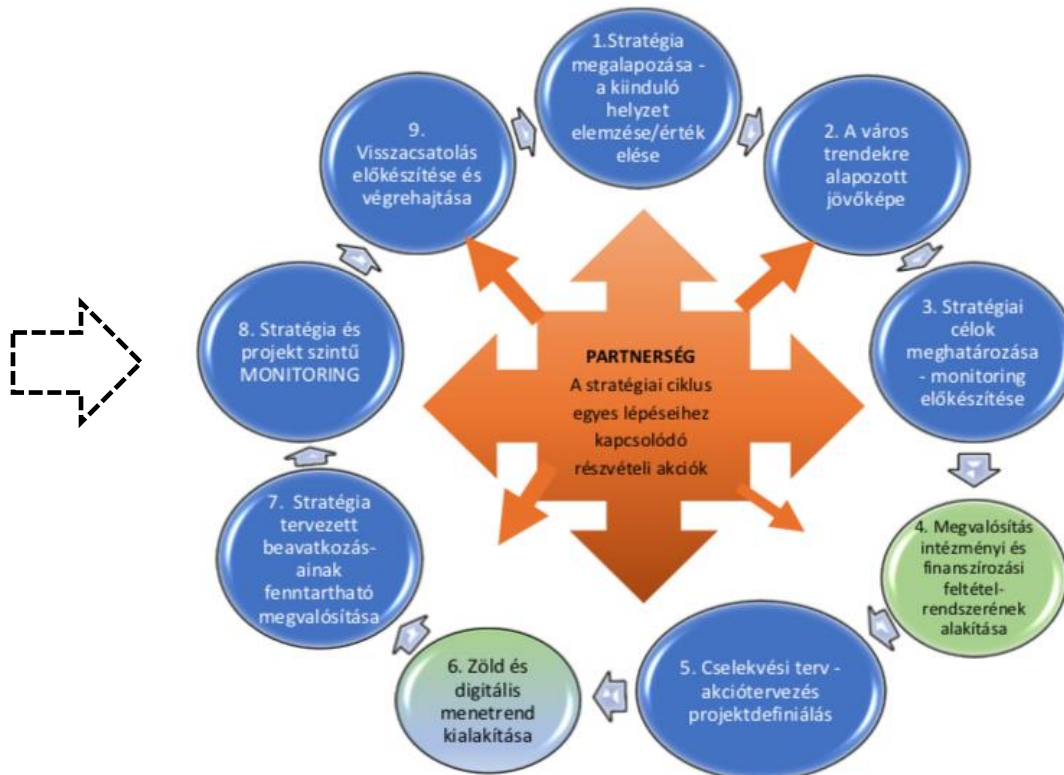 1.Stratégia
megalapozása -
a kiinduló
helyzet
elemzése/érték
elése
2. A város
trendekre
alapozott
jövőképe
3. Stratégiai
célok
meghatározása
- monitoring
előkészítése
4. Megvalósítás
intézményi és
finanszírozási
feltétel-
rendszerének
alakítása
5. Cselekvési terv -
akciótervezés
projektdefiniálás
6. Zöld és
digitális
menetrend
kialakítása
7. Stratégia
tervezett
beavatkozás-
ainak
fenntartható
megvalósítása
8. Stratégia és
projekt szintű
MONITORING
9.
Visszacsatolás
előkészítése és
végrehajtása
PARTNERSÉG
A stratégiai ciklus
egyes lépéseihez
kapcsolódó
részvételi akciók